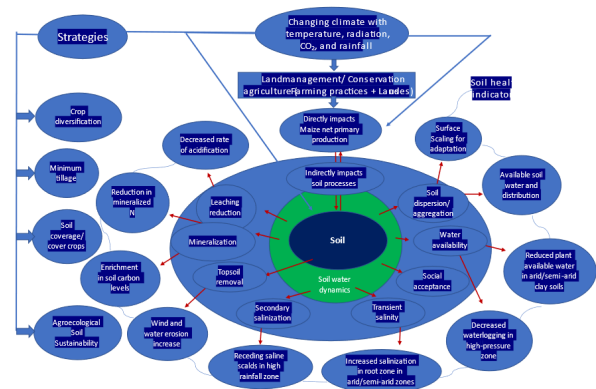 Strategies
Changing climate with
temperature, radiation,
CO₂, and rainfall
Landmanagement/ Conservation
agriculture
(Farming practices +
Soil
indicator
Crop
diversification
Minimum
tillage
Soil
coverage/
cover crops
Agroecological
Soil
Sustainability
Directly impacts
Maize net primary
production
Indirectly impacts
soil processes
Decreased rate
of acidification
Reduction in
mineralized
N
Enrichment
in soil carbon
levels
Wind and
water erosion
increase
Receding saline
scalds in high
rainfall zone
Increased salinization
in root zone in
arid/semi-arid zones
Decreased
waterlogging in
high-pressure
zone
Reduced plant
available water in
arid/semi-arid
clay soils
Available soil
water and
distribution
Surface
Scaling for
adaptation
Leaching
reduction
Mineralization
Topsoil
removal
Secondary
salinization
Transient
salinity
Social
acceptance
Water
availability
Soil
dispersion/
aggregation
Soil
Soil water
dynamics